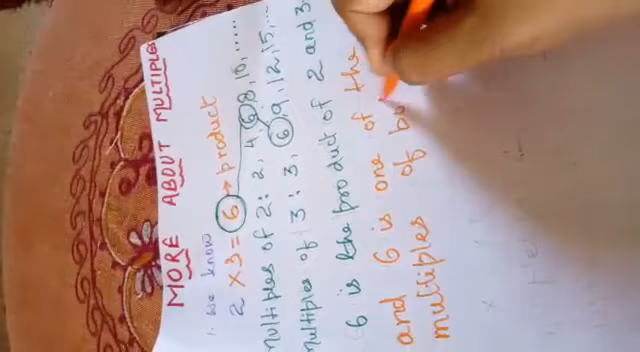 MORE ABOUT MULTIPLES
1. We know
2 × 3 = 6 → product
Multiples of 2 : 2, 4, 6, 8, 10, .....
Multiples of 3 : 3, 6, 9, 12, 15, ...
6 is the product of 2 and 3
and 6 is one of the
multiples of bo